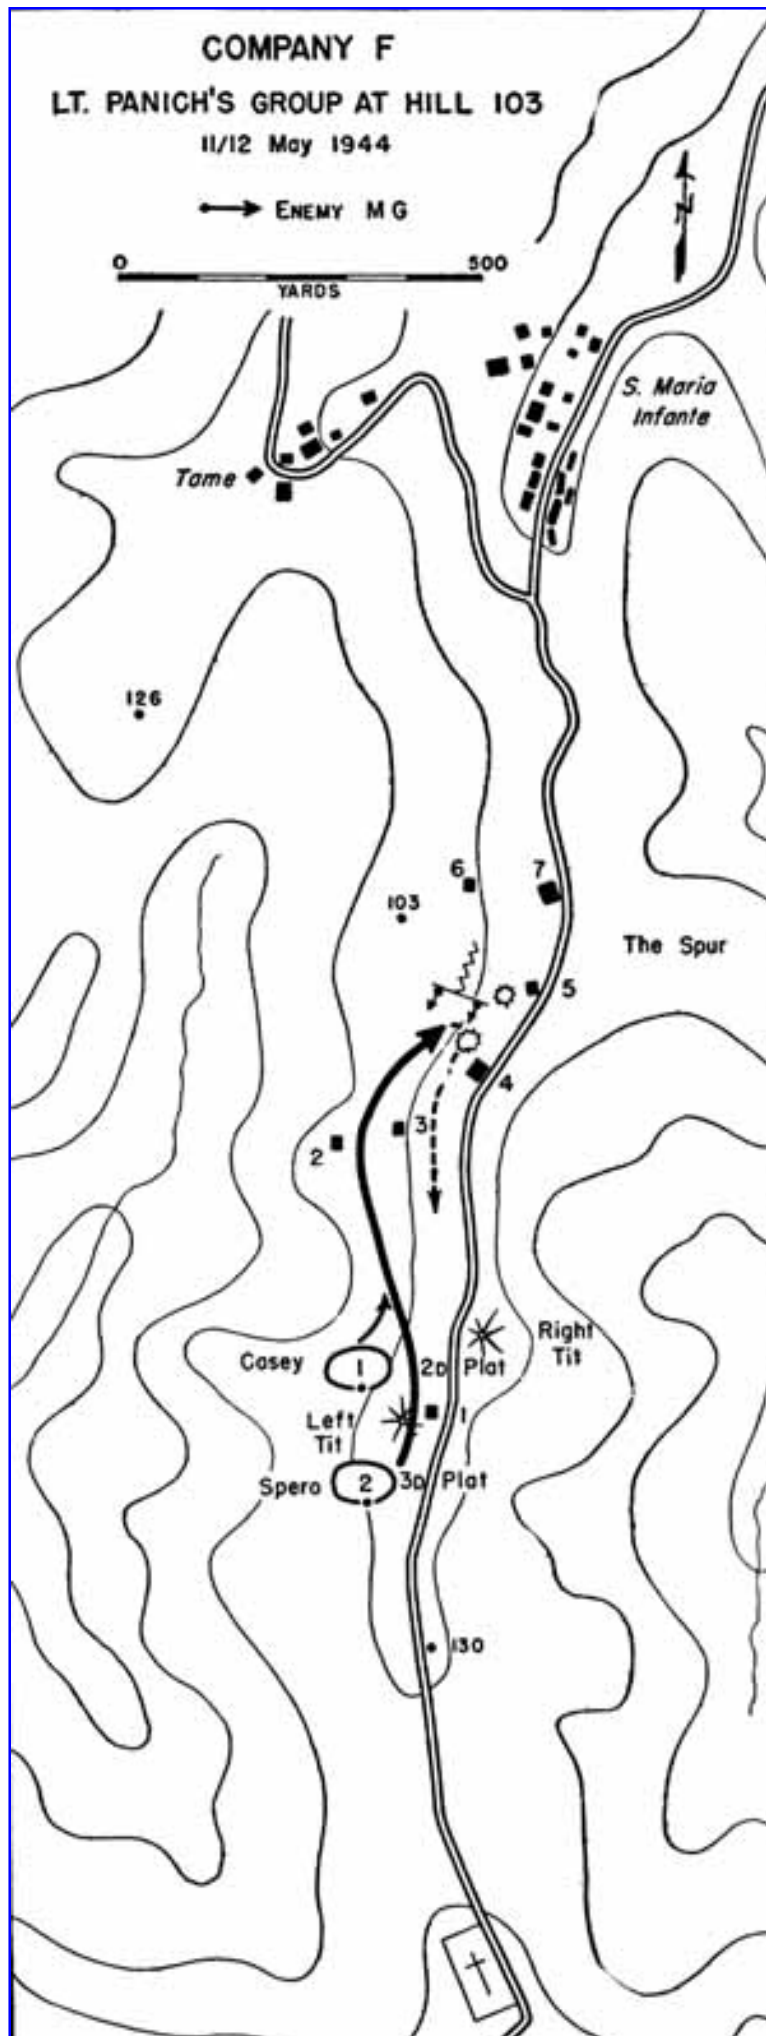 COMPANY F
LT. PANICH'S GROUP AT HILL 103
11/12 May 1944
ENEMY MG
0 500
YARDS
N
S. Maria
Infante
Tame
126
6
7
103
The Spur
5
4
3
2
Right
Tit
Casey
1
2D Plat
Left
Tit
1
Spero
2
3D Plat
130